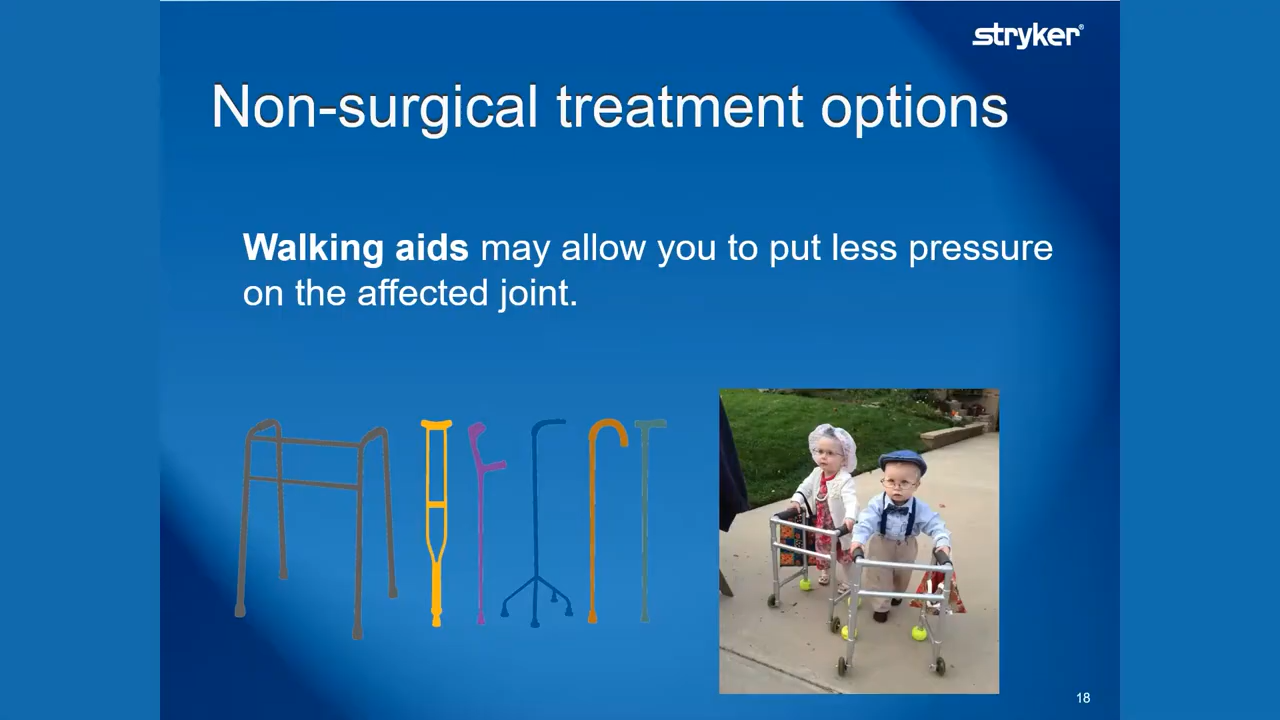 stryker®
Non-surgical treatment options
Walking aids may allow you to put less pressure
on the affected joint.
18